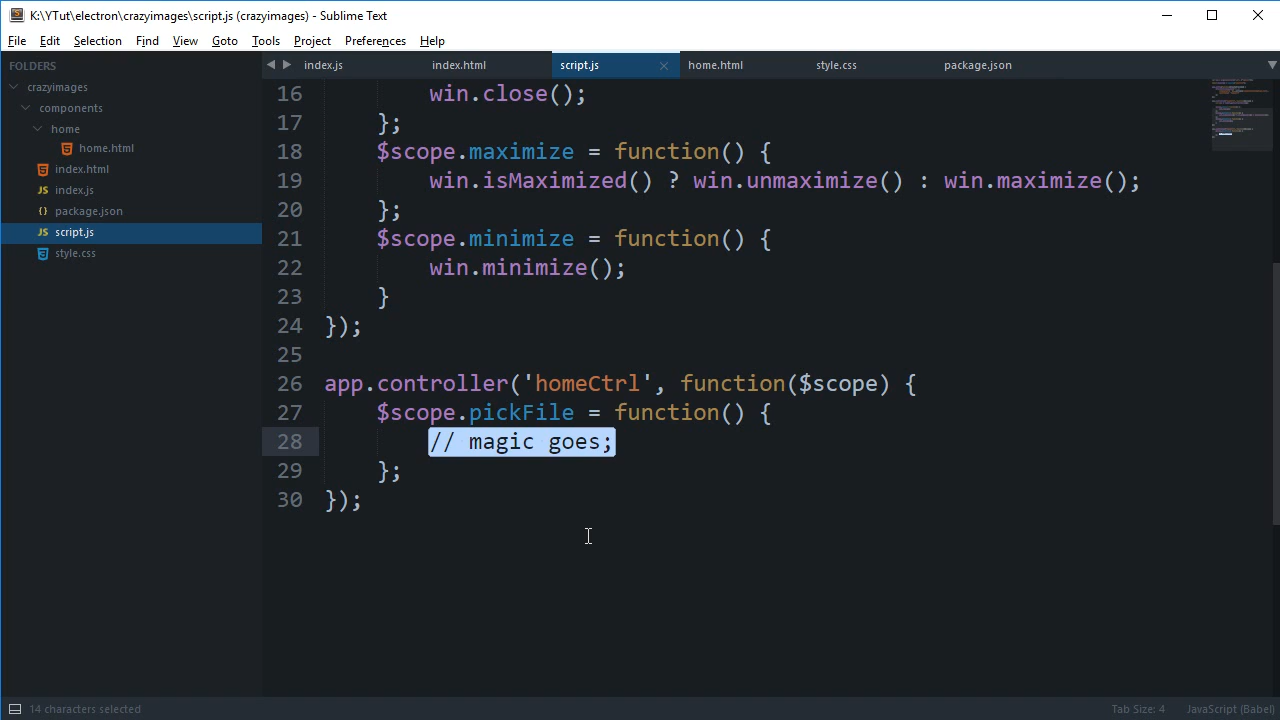 K:\YTut\electron\crazyimages\script.js (crazyimages) - Sublime Text
File Edit Selection Find View Goto Tools Project Preferences Help
FOLDERS
crazyimages
components
home
home.html
index.html
index.js
package.json
script.js
style.css
index.js index.html script.js home.html style.css package.json
16 win.close();
17 };
18 $scope.maximize = function() {
19 win.isMaximized() ? win.unmaximize() : win.maximize();
20 };
21 $scope.minimize = function() {
22 win.minimize();
23 }
24 });
25
26 app.controller('homeCtrl', function($scope) {
27 $scope.pickFile = function() {
28 // magic goes;
29 };
30 });
14 characters selected
Tab Size: 4 JavaScript (Babel)